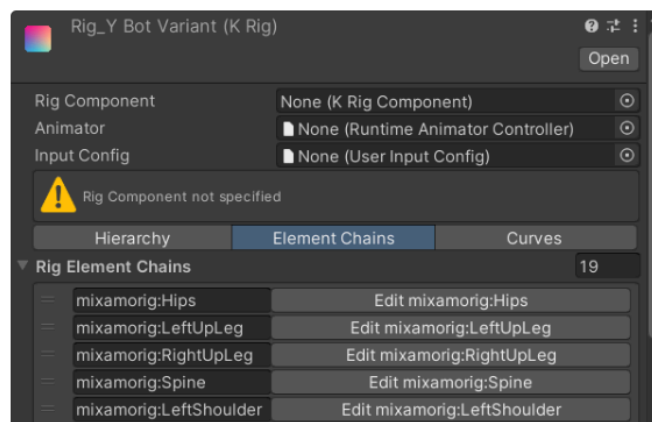 Rig_Y Bot Variant (K Rig)
Open
Rig Component None (K Rig Component)
Animator None (Runtime Animator Controller)
Input Config None (User Input Config)
Rig Component not specified
Hierarchy Element Chains Curves
Rig Element Chains 19
mixamorig:Hips Edit mixamorig:Hips
mixamorig:LeftUpLeg Edit mixamorig:LeftUpLeg
mixamorig:RightUpLeg Edit mixamorig:RightUpLeg
mixamorig:Spine Edit mixamorig:Spine
mixamorig:LeftShoulder Edit mixamorig:LeftShoulder